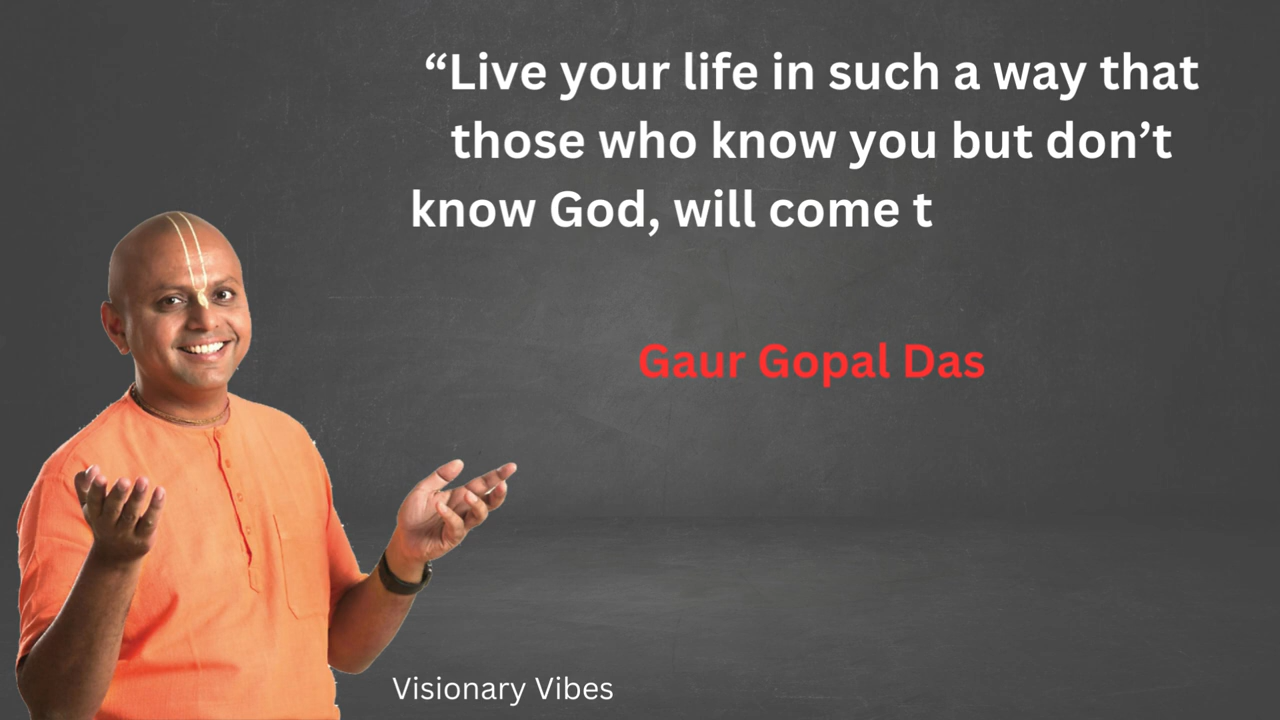 “Live your life in such a way that
those who know you but don’t
know God, will come t
Gaur Gopal Das
Visionary Vibes